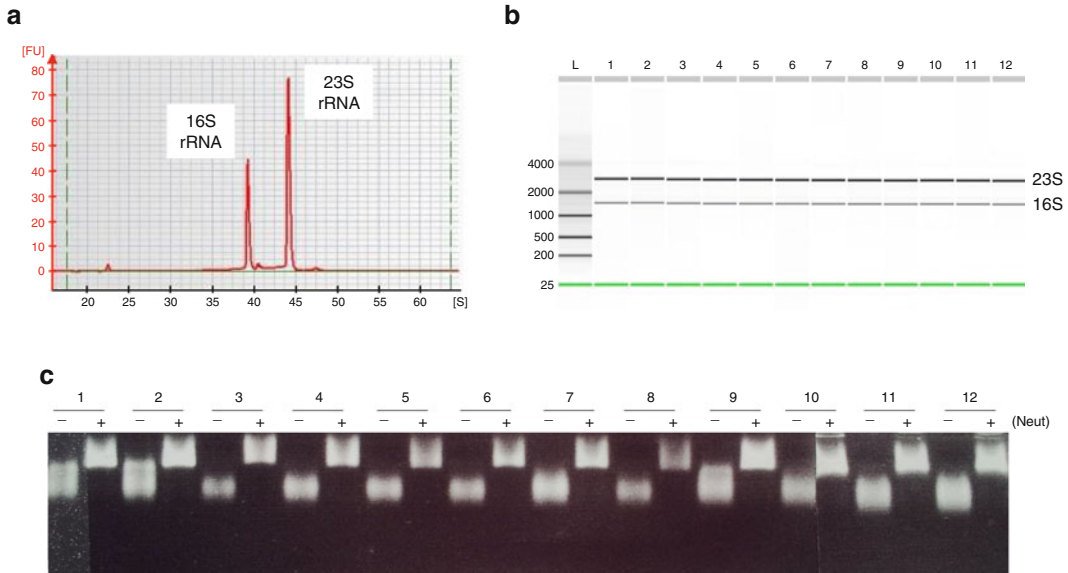 a
[FU]
80
70
60
50
40
30
20
10
0
16S
rRNA
23S
rRNA
20 25 30 35 40 45 50 55 60 [S]
b
L 1 2 3 4 5 6 7 8 9 10 11 12
4000
2000
1000
500
200
25
23S
16S
c
1 2 3 4 5 6 7 8 9 10 11 12
– + – + – + – + – + – + – + – + – + – + – + – + (Neut)